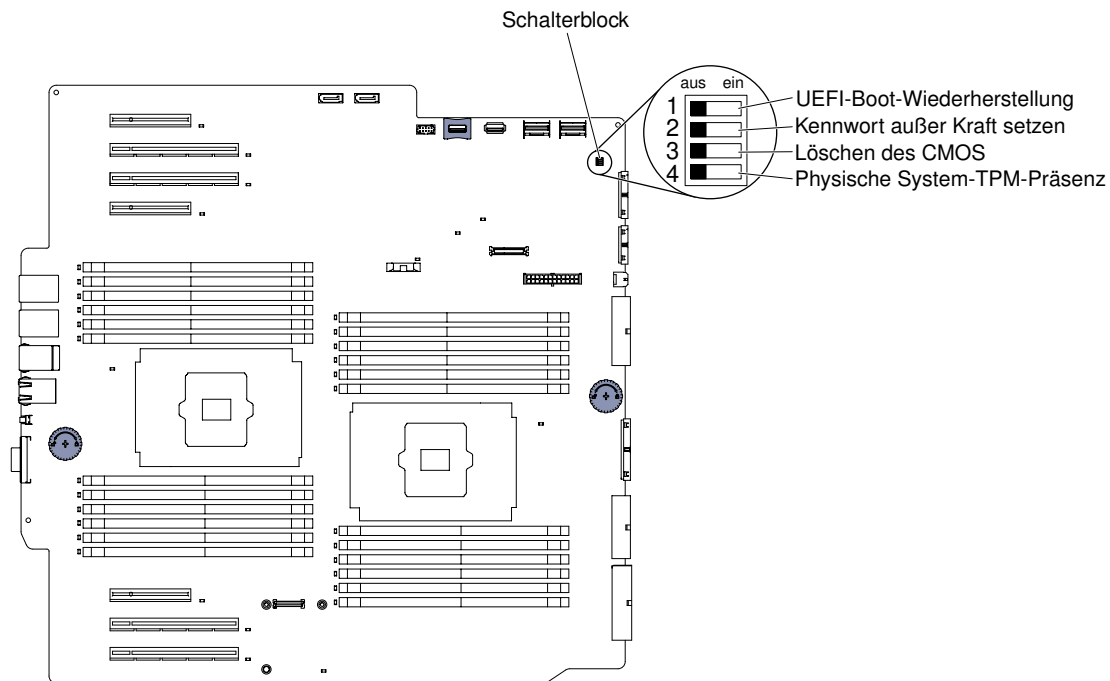 Schalterblock
aus ein
1 UEFI-Boot-Wiederherstellung
2 Kennwort außer Kraft setzen
3 Löschen des CMOS
4 Physische System-TPM-Präsenz